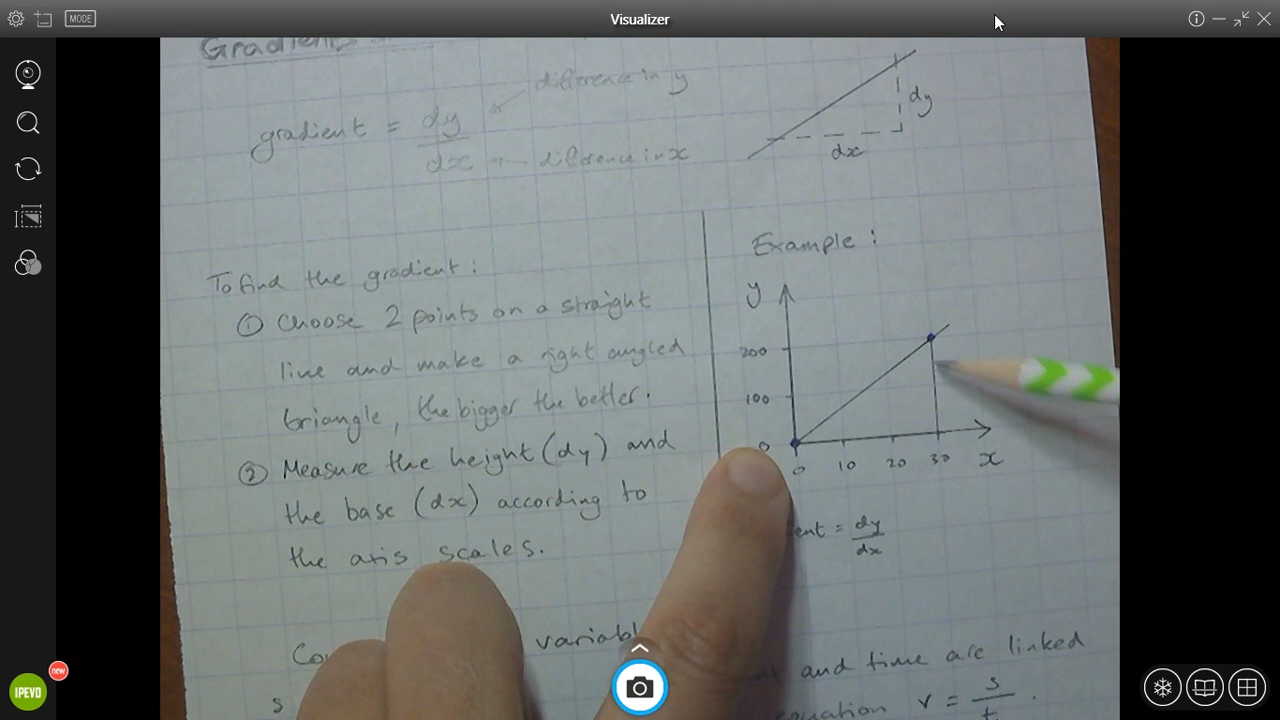 MODE
Visualizer
Gradient
gradient = dy/dx
difference in y
difference in x
dy
dx
To find the gradient :
① Choose 2 points on a straight
line and make a right angled
triangle, the bigger the better.
② Measure the height (dy) and
the base (dx) according to
the axis scales.
Example :
y
200
100
0
0 10 20 30 x
ent = dy/dx
variabl
and time are linked
equation v = s/t .
s
new
IPEVO